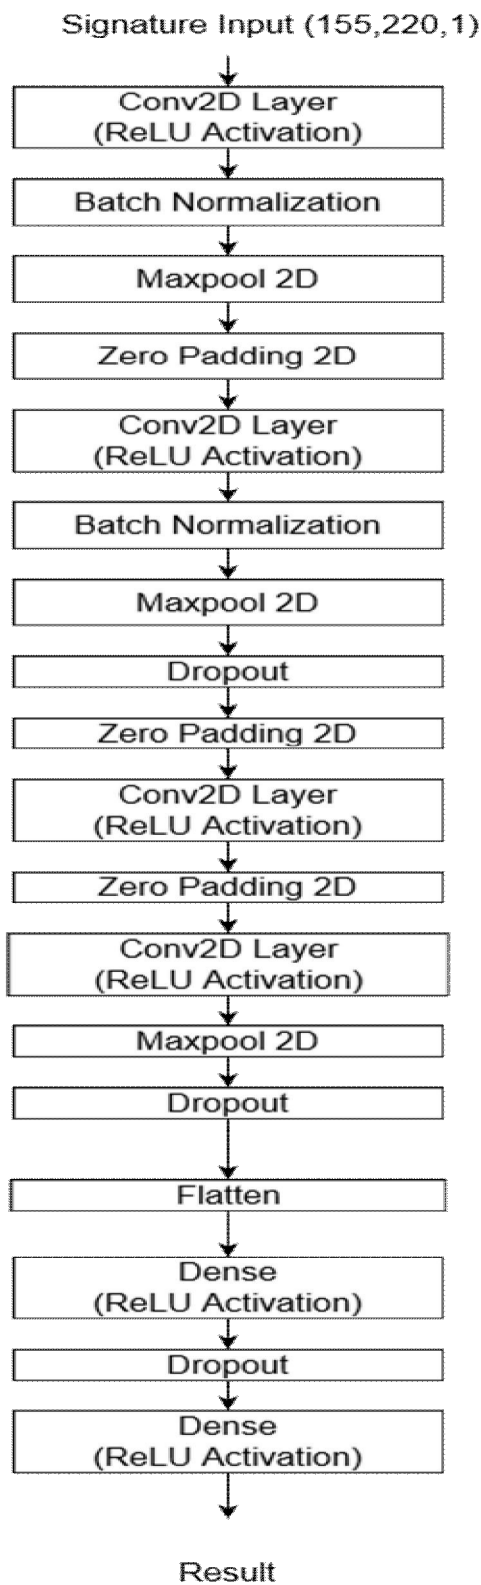 Signature Input (155,220,1)
Conv2D Layer
(ReLU Activation)
Batch Normalization
Maxpool 2D
Zero Padding 2D
Conv2D Layer
(ReLU Activation)
Batch Normalization
Maxpool 2D
Dropout
Zero Padding 2D
Conv2D Layer
(ReLU Activation)
Zero Padding 2D
Conv2D Layer
(ReLU Activation)
Maxpool 2D
Dropout
Flatten
Dense
(ReLU Activation)
Dropout
Dense
(ReLU Activation)
Result